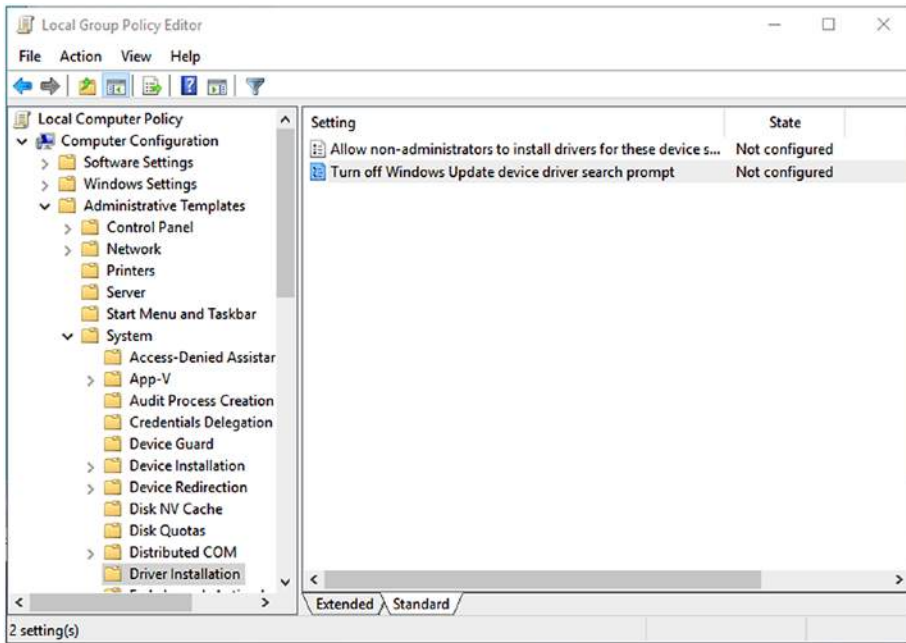 Local Group Policy Editor
File Action View Help
Local Computer Policy
Computer Configuration
Software Settings
Windows Settings
Administrative Templates
Control Panel
Network
Printers
Server
Start Menu and Taskbar
System
Access-Denied Assistar
App-V
Audit Process Creation
Credentials Delegation
Device Guard
Device Installation
Device Redirection
Disk NV Cache
Disk Quotas
Distributed COM
Driver Installation
Setting State
Allow non-administrators to install drivers for these device s... Not configured
Turn off Windows Update device driver search prompt Not configured
Extended Standard
2 setting(s)